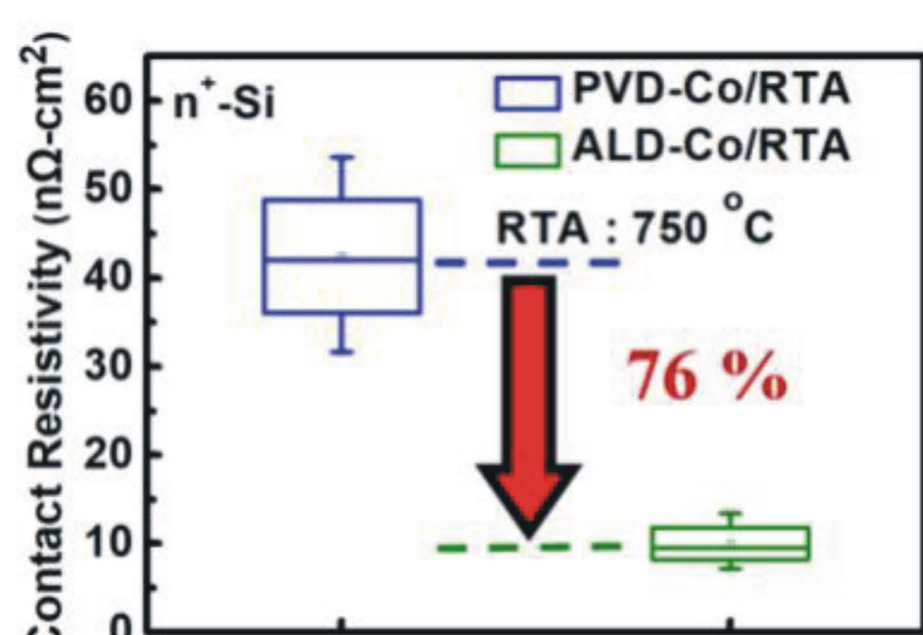 Contact Resistivity (nΩ-cm²)
60
50
40
30
20
10
0
n⁺-Si
PVD-Co/RTA
ALD-Co/RTA
RTA : 750 °C
76 %